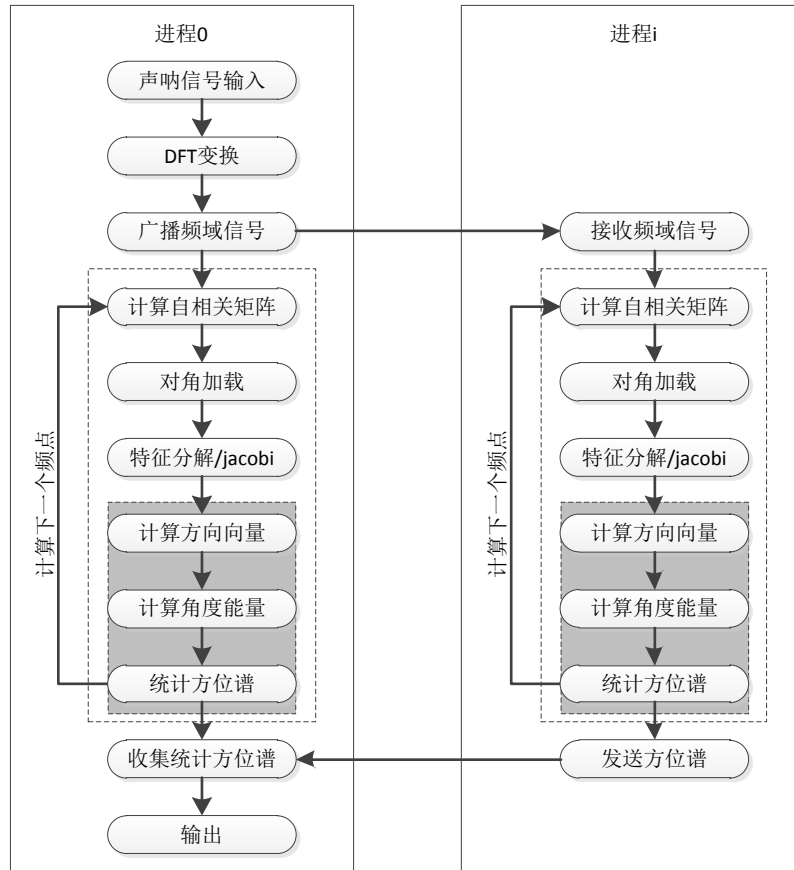 进程0
声呐信号输入
DFT变换
广播频域信号
计算自相关矩阵
对角加载
特征分解/jacobi
计算方向向量
计算角度能量
统计方位谱
计算下一个频点
收集统计方位谱
输出
进程i
接收频域信号
计算自相关矩阵
对角加载
特征分解/jacobi
计算方向向量
计算角度能量
统计方位谱
计算下一个频点
发送方位谱